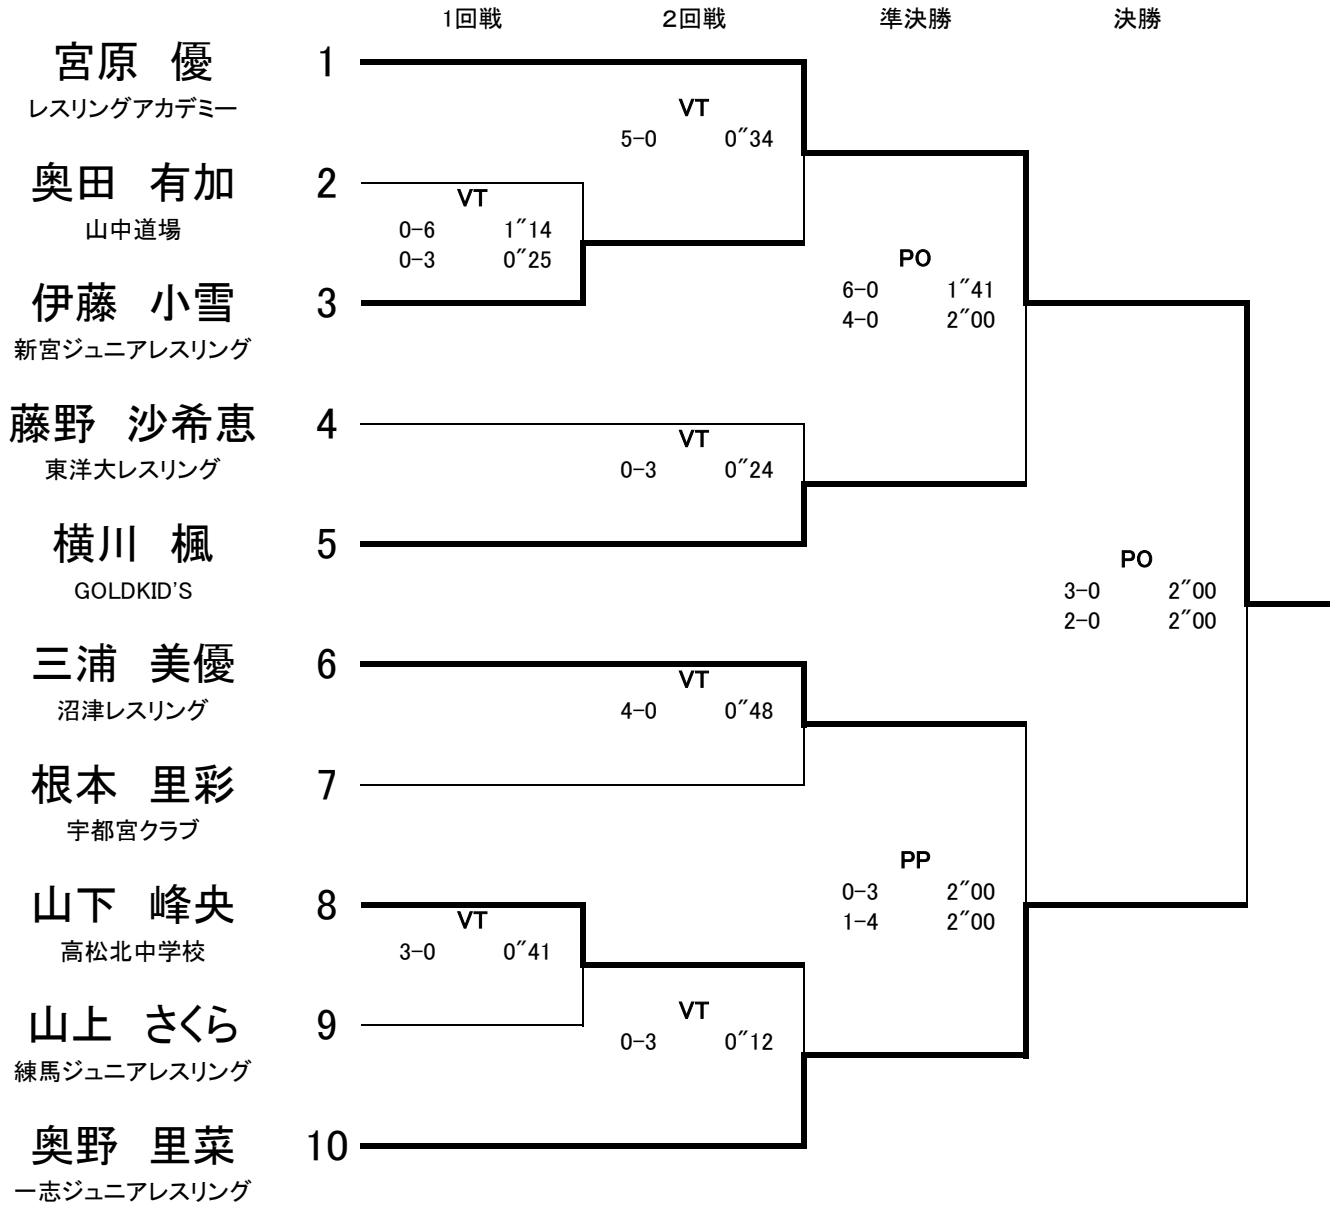 1回戦 2回戦 準決勝 決勝
宮原 優 1
レスリングアカデミー
VT
5-0 0"34
奥田 有加 2
山中道場
VT
0-6 1"14
0-3 0"25
伊藤 小雪 3
新宮ジュニアレスリング
PO
6-0 1"41
4-0 2"00
藤野 沙希恵 4
東洋大レスリング
VT
0-3 0"24
横川 楓 5
GOLDKID'S
PO
3-0 2"00
2-0 2"00
三浦 美優 6
沼津レスリング
VT
4-0 0"48
根本 里彩 7
宇都宮クラブ
PP
0-3 2"00
1-4 2"00
山下 峰央 8
高松北中学校
VT
3-0 0"41
山上 さくら 9
練馬ジュニアレスリング
VT
0-3 0"12
奥野 里菜 10
一志ジュニアレスリング